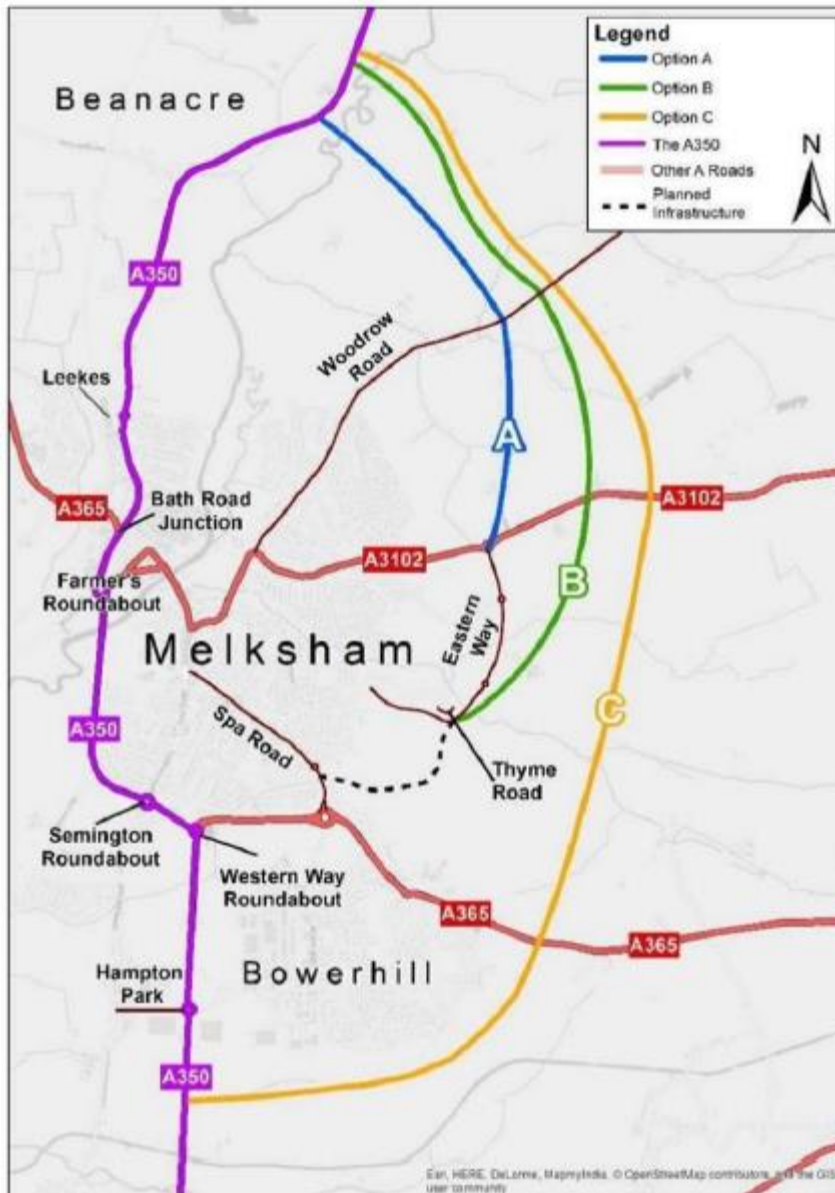 Legend
Option A
Option B
Option C
The A350
Other A Roads
Planned
Infrastructure
N
Beanacre
A350
Woodrow
Road
Leekes
A
A365
Bath Road
Junction
A3102
A3102
Farmer's
Roundabout
B
Melksham
Eastern
Way
C
Spa Road
A350
Thyme
Road
Semington
Roundabout
Western Way
Roundabout
A365
A365
Hampton
Park
Bowerhill
A350
Esri, HERE, DeLorme, MapmyIndia, © OpenStreetMap contributors, and the GIS
user community